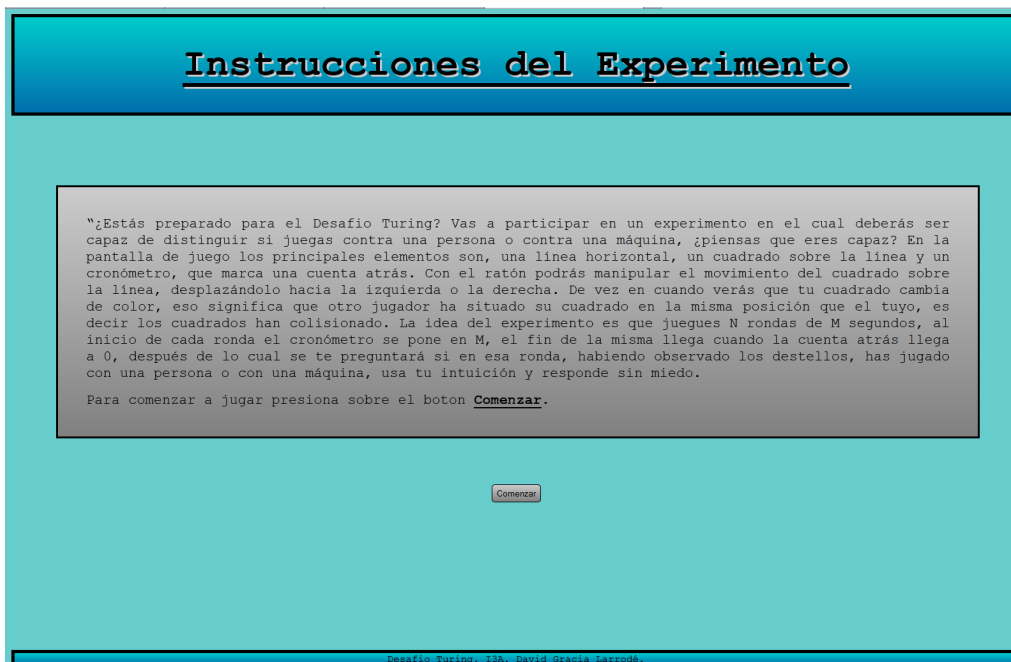 Instrucciones del Experimento
“¿Estás preparado para el Desafio Turing? Vas a participar en un experimento en el cual deberás ser
capaz de distinguir si juegas contra una persona o contra una máquina, ¿piensas que eres capaz? En la
pantalla de juego los principales elementos son, una línea horizontal, un cuadrado sobre la línea y un
cronómetro, que marca una cuenta atrás. Con el ratón podrás manipular el movimiento del cuadrado sobre
la línea, desplazándolo hacia la izquierda o la derecha. De vez en cuando verás que tu cuadrado cambia
de color, eso significa que otro jugador ha situado su cuadrado en la misma posición que el tuyo, es
decir los cuadrados han colisionado. La idea del experimento es que juegues N rondas de M segundos, al
inicio de cada ronda el cronómetro se pone en M, el fin de la misma llega cuando la cuenta atrás llega
a 0, después de lo cual se te preguntará si en esa ronda, habiendo observado los destellos, has jugado
con una persona o con una máquina, usa tu intuición y responde sin miedo.
Para comenzar a jugar presiona sobre el boton Comenzar.
Comenzar
Desafio Turing. I3A. David Gracia Larrodé.